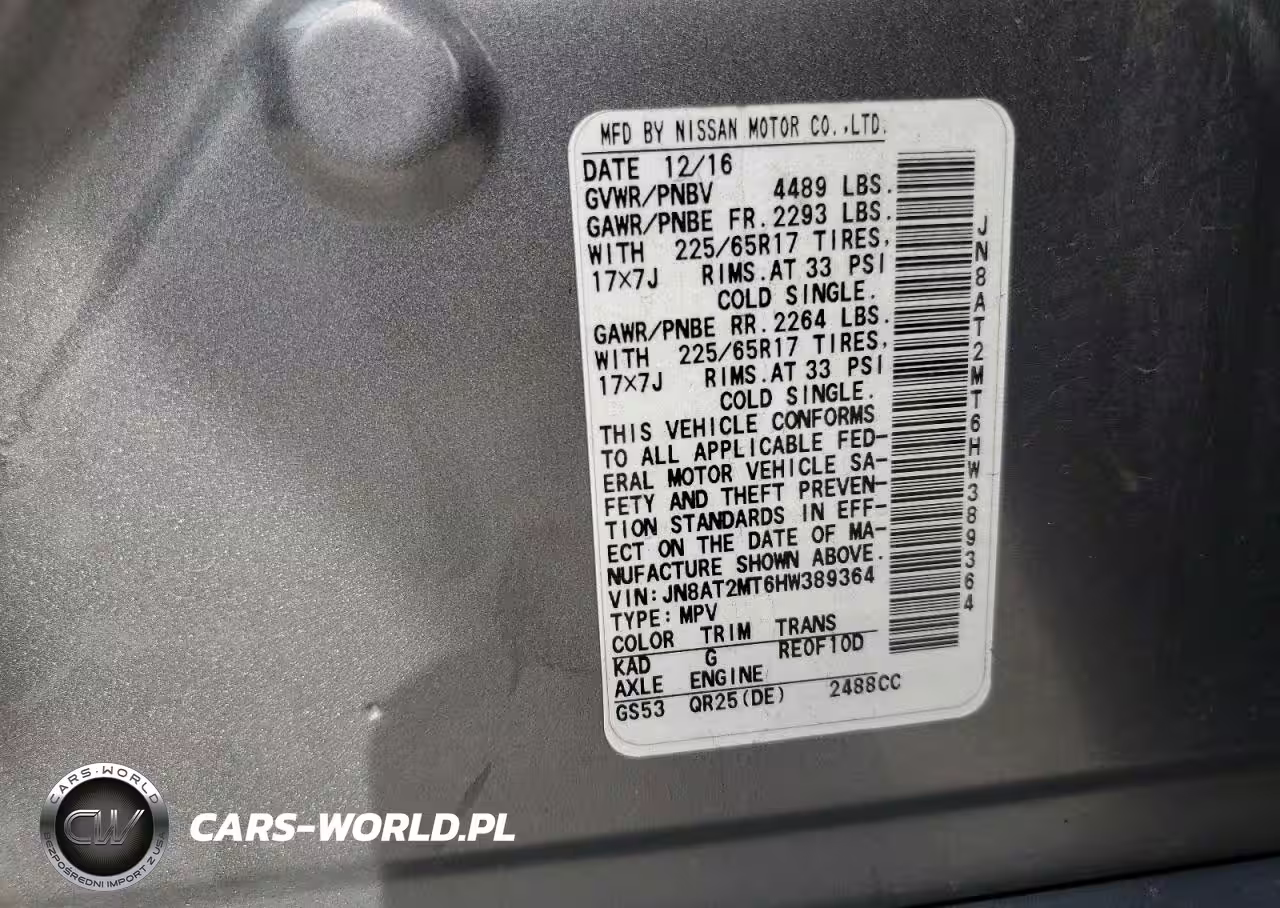 MFD BY NISSAN MOTOR CO.,LTD.
DATE 12/16
GVWR/PNBV 4489 LBS.
GAWR/PNBE FR. 2293 LBS.
WITH 225/65R17 TIRES,
17×7J RIMS. AT 33 PSI
COLD SINGLE.
GAWR/PNBE RR. 2264 LBS.
WITH 225/65R17 TIRES,
17×7J RIMS. AT 33 PSI
COLD SINGLE.
THIS VEHICLE CONFORMS
TO ALL APPLICABLE FED-
ERAL MOTOR VEHICLE SA-
FETY AND THEFT PREVEN-
TION STANDARDS IN EFF-
ECT ON THE DATE OF MA-
NUFACTURE SHOWN ABOVE.
VIN: JN8AT2MT6HW389364
TYPE: MPV
COLOR TRIM TRANS
KAD G RE0F10D
AXLE ENGINE
GS53 QR25(DE) 2488CC
JN8AT2MT6HW389364
CARS-WORLD
CW
BEZPOŚREDNI IMPORT Z USA
CARS-WORLD.PL